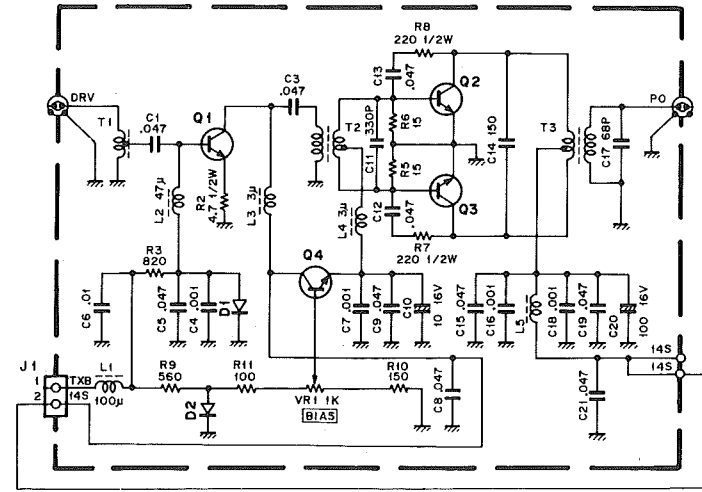 R8
220 1/2W
C3
.047
C13
.047
Q2
DRV
T1
C1
.047
Q1
T2
330P
C11
R6
15
R5
15
C14 150
T3
PO
C17 68P
L2 47μ
R2
4.7 1/2W
L3 3μ
L4 3μ
C12
.047
Q3
R7
220 1/2W
R3
820
Q4
C6 .01
C5 .047
C4 .001
D1
C7 .001
C9 .047
C10
10 16V
C15 .047
C16 .001
L5
C18 .001
C19 .047
C20
100 16V
J1
1
TXB
L1
100μ
2
14S
R9
560
R11
100
R10
150
D2
VR1 1K
BIAS
C8 .047
C21 .047
14S
14S